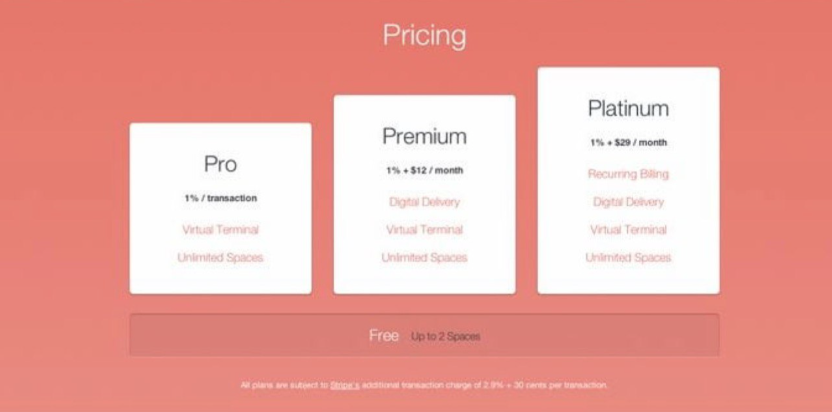 Pricing
Pro
1% / transaction
Virtual Terminal
Unlimited Spaces
Premium
1% + $12 / month
Digital Delivery
Virtual Terminal
Unlimited Spaces
Platinum
1% + $29 / month
Recurring Billing
Digital Delivery
Virtual Terminal
Unlimited Spaces
Free Up to 2 Spaces
All plans are subject to Stripe's additional transaction charge of 2.9% + 30 cents per transaction.